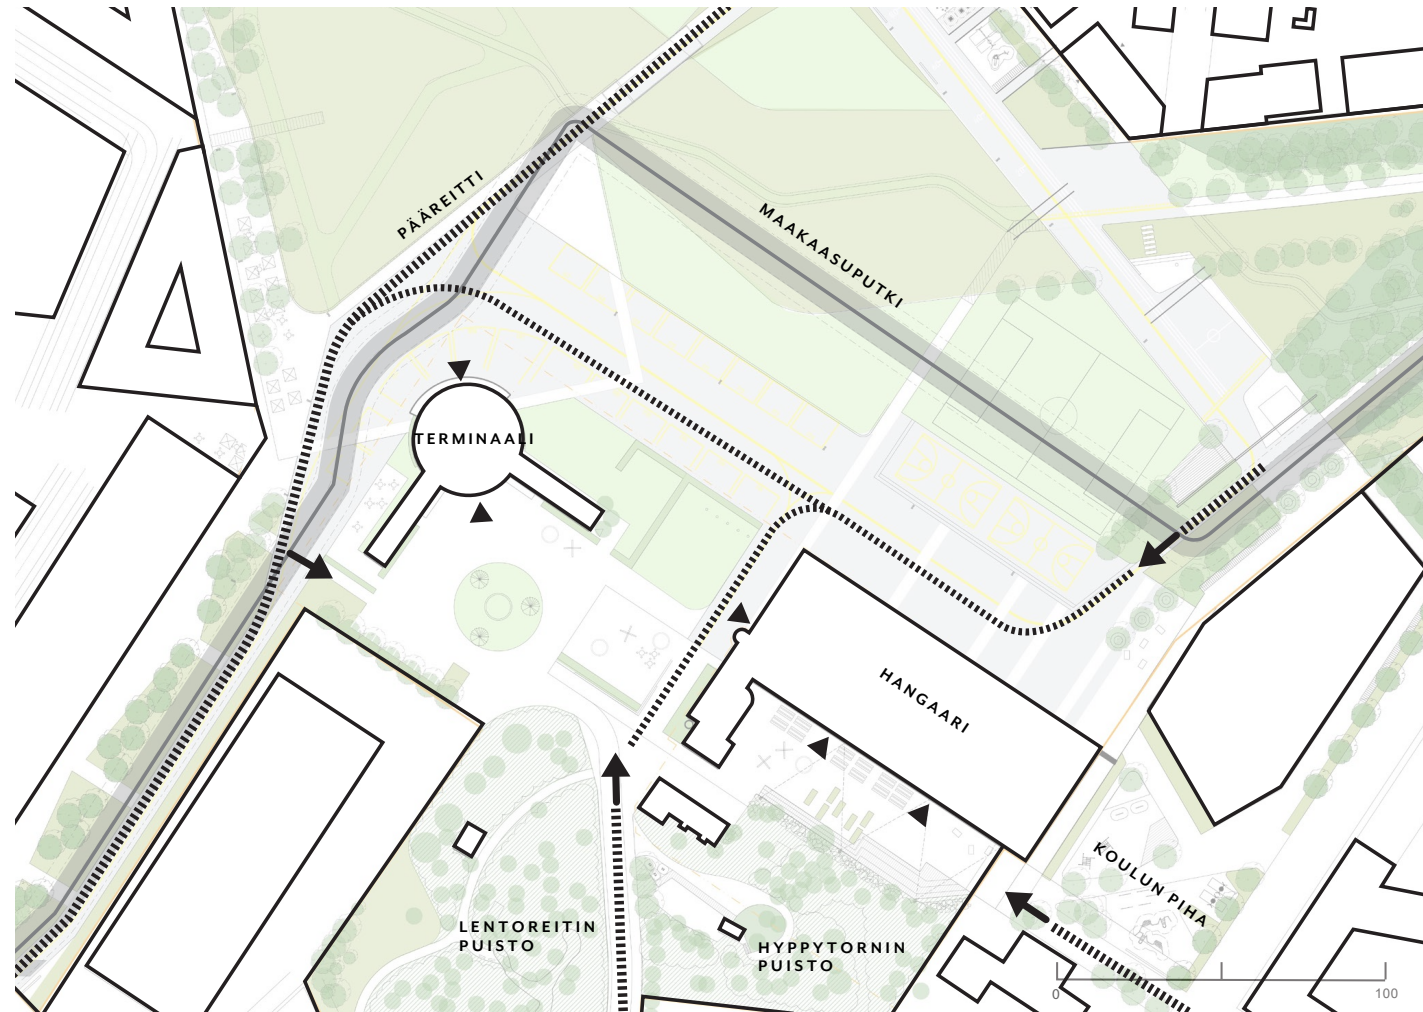 PÄÄREITTI
MAAKAASUPUTKI
TERMINAALI
HANGAARI
KOULUN PIHA
LENTOREITIN
PUISTO
HYPPYTORNIN
PUISTO
0
100